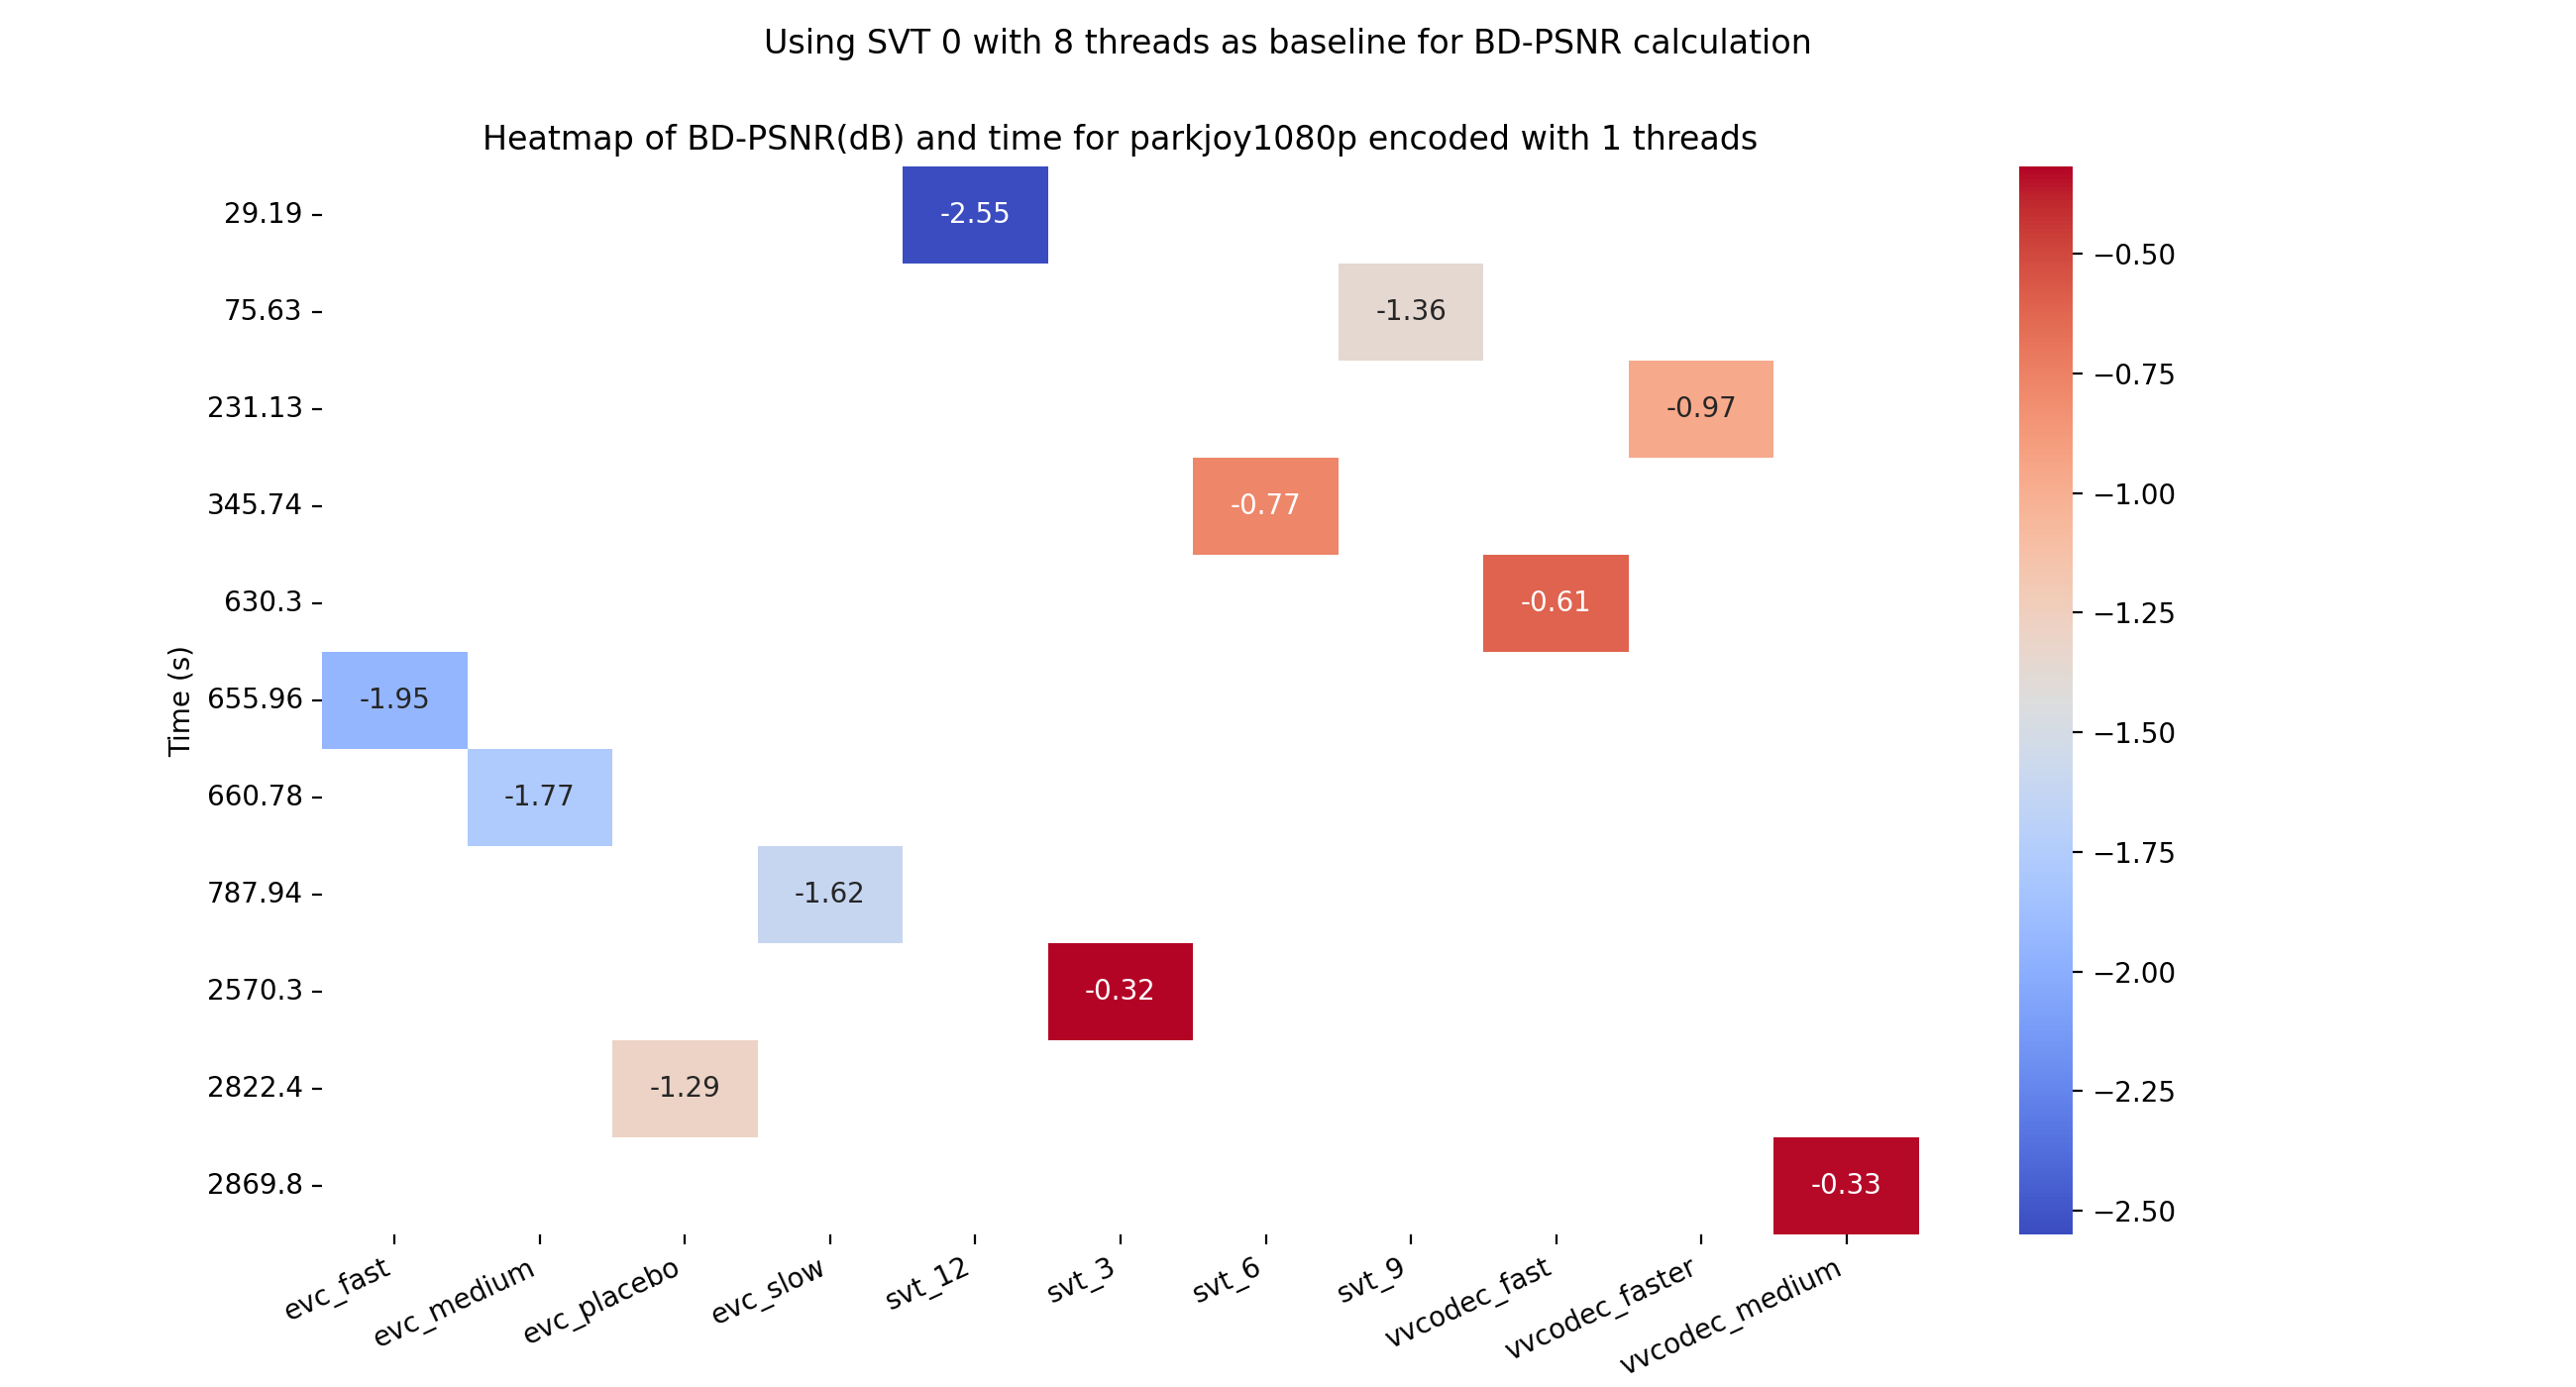 Using SVT 0 with 8 threads as baseline for BD-PSNR calculation
Heatmap of BD-PSNR(dB) and time for parkjoy1080p encoded with 1 threads
Time (s)
29.19
-2.55
75.63
-1.36
231.13
-0.97
345.74
-0.77
630.3
-0.61
655.96
-1.95
660.78
-1.77
787.94
-1.62
2570.3
-0.32
2822.4
-1.29
2869.8
-0.33
evc_fast
evc_medium
evc_placebo
evc_slow
svt_12
svt_3
svt_6
svt_9
vvcodec_fast
vvcodec_faster
vvcodec_medium
−0.50
−0.75
−1.00
−1.25
−1.50
−1.75
−2.00
−2.25
−2.50